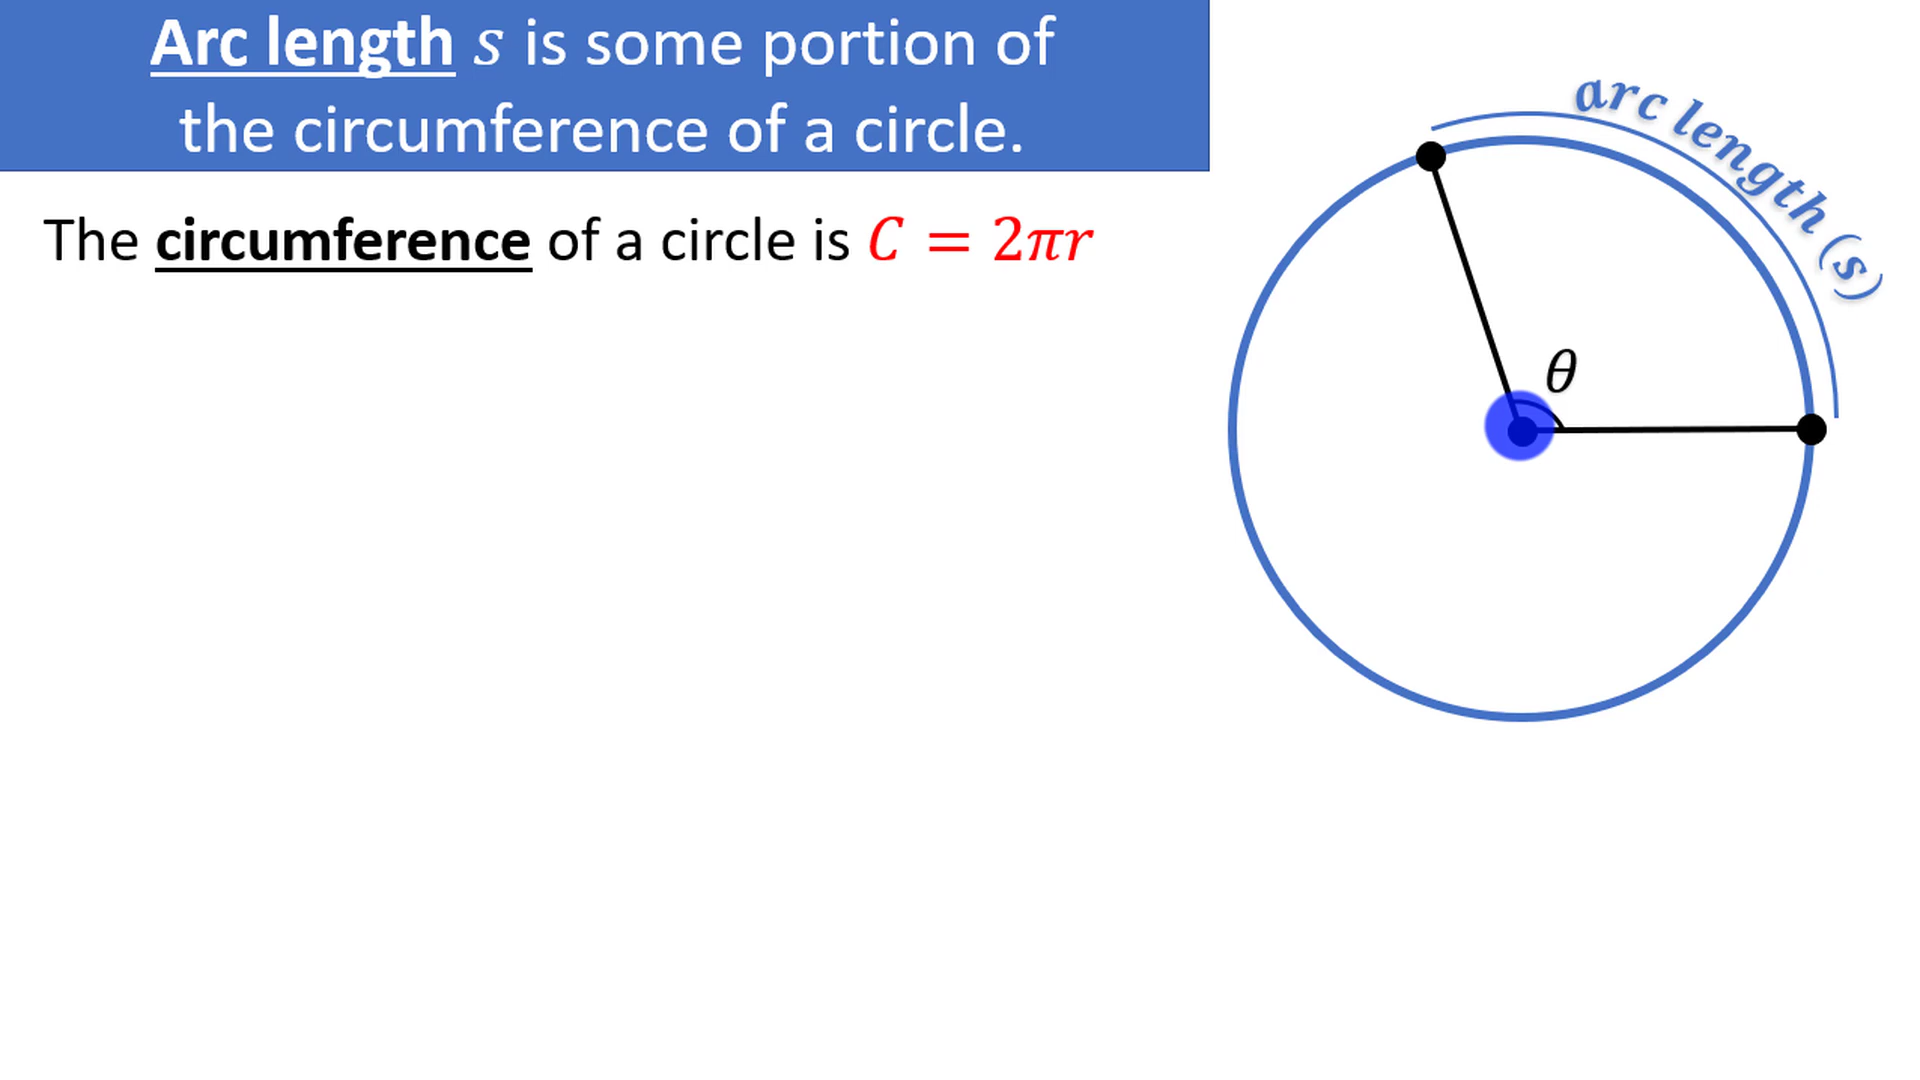 Arc length s is some portion of
the circumference of a circle.
The circumference of a circle is C = 2πr
arc length (s)
θ